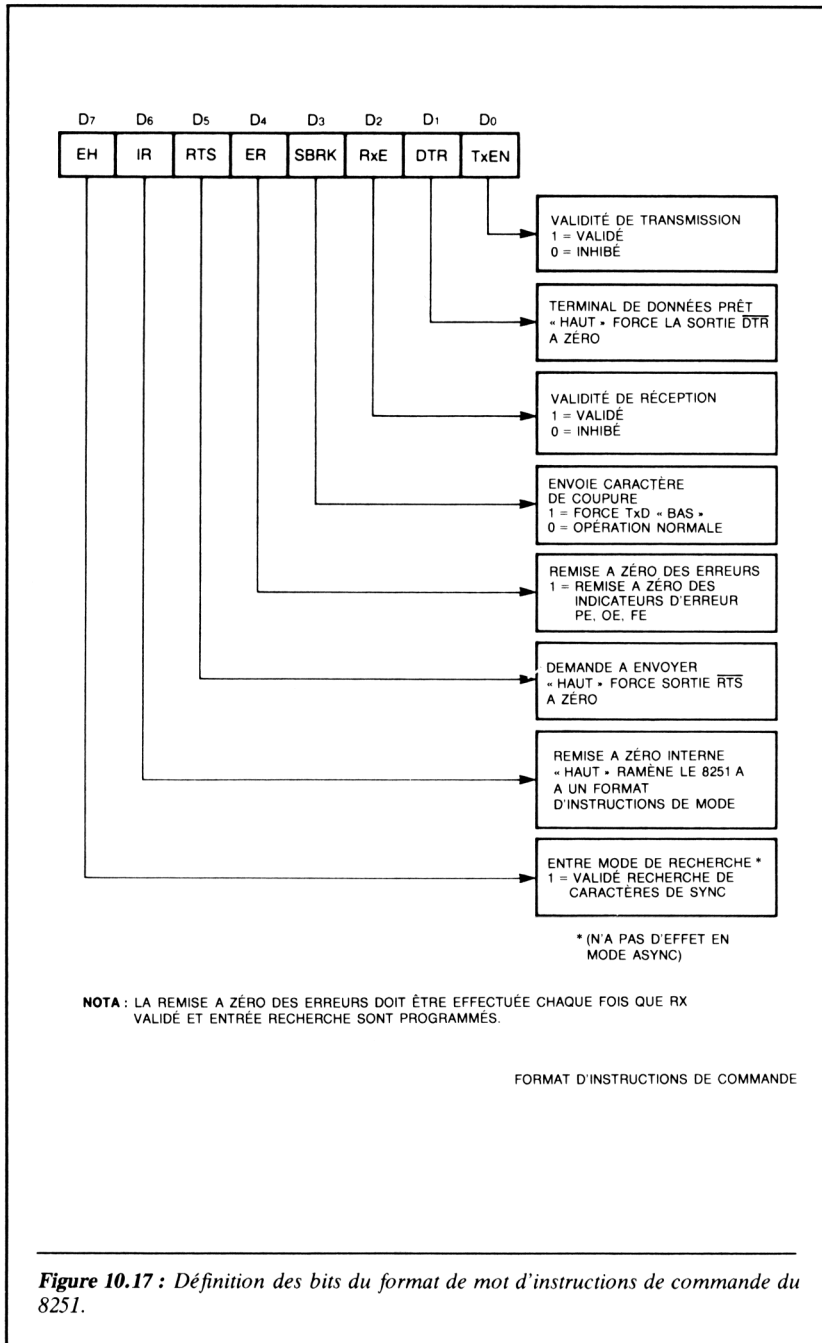 D7 D6 D5 D4 D3 D2 D1 D0
EH IR RTS ER SBRK RxE DTR TxEN
VALIDITÉ DE TRANSMISSION
1 = VALIDÉ
0 = INHIBÉ
TERMINAL DE DONNÉES PRÊT
« HAUT » FORCE LA SORTIE D̅T̅R̅
A ZÉRO
VALIDITÉ DE RÉCEPTION
1 = VALIDÉ
0 = INHIBÉ
ENVOIE CARACTÈRE
DE COUPURE
1 = FORCE TxD « BAS »
0 = OPÉRATION NORMALE
REMISE A ZÉRO DES ERREURS
1 = REMISE A ZÉRO DES
INDICATEURS D'ERREUR
PE, OE, FE
DEMANDE A ENVOYER
« HAUT » FORCE SORTIE R̅T̅S̅
A ZÉRO
REMISE A ZÉRO INTERNE
« HAUT » RAMÈNE LE 8251 A
A UN FORMAT
D'INSTRUCTIONS DE MODE
ENTRE MODE DE RECHERCHE *
1 = VALIDÉ RECHERCHE DE
CARACTÈRES DE SYNC
* (N'A PAS D'EFFET EN
MODE ASYNC)
NOTA : LA REMISE A ZÉRO DES ERREURS DOIT ÊTRE EFFECTUÉE CHAQUE FOIS QUE RX
VALIDÉ ET ENTRÉE RECHERCHE SONT PROGRAMMÉS.
FORMAT D'INSTRUCTIONS DE COMMANDE
Figure 10.17 : Définition des bits du format de mot d'instructions de commande du
8251.